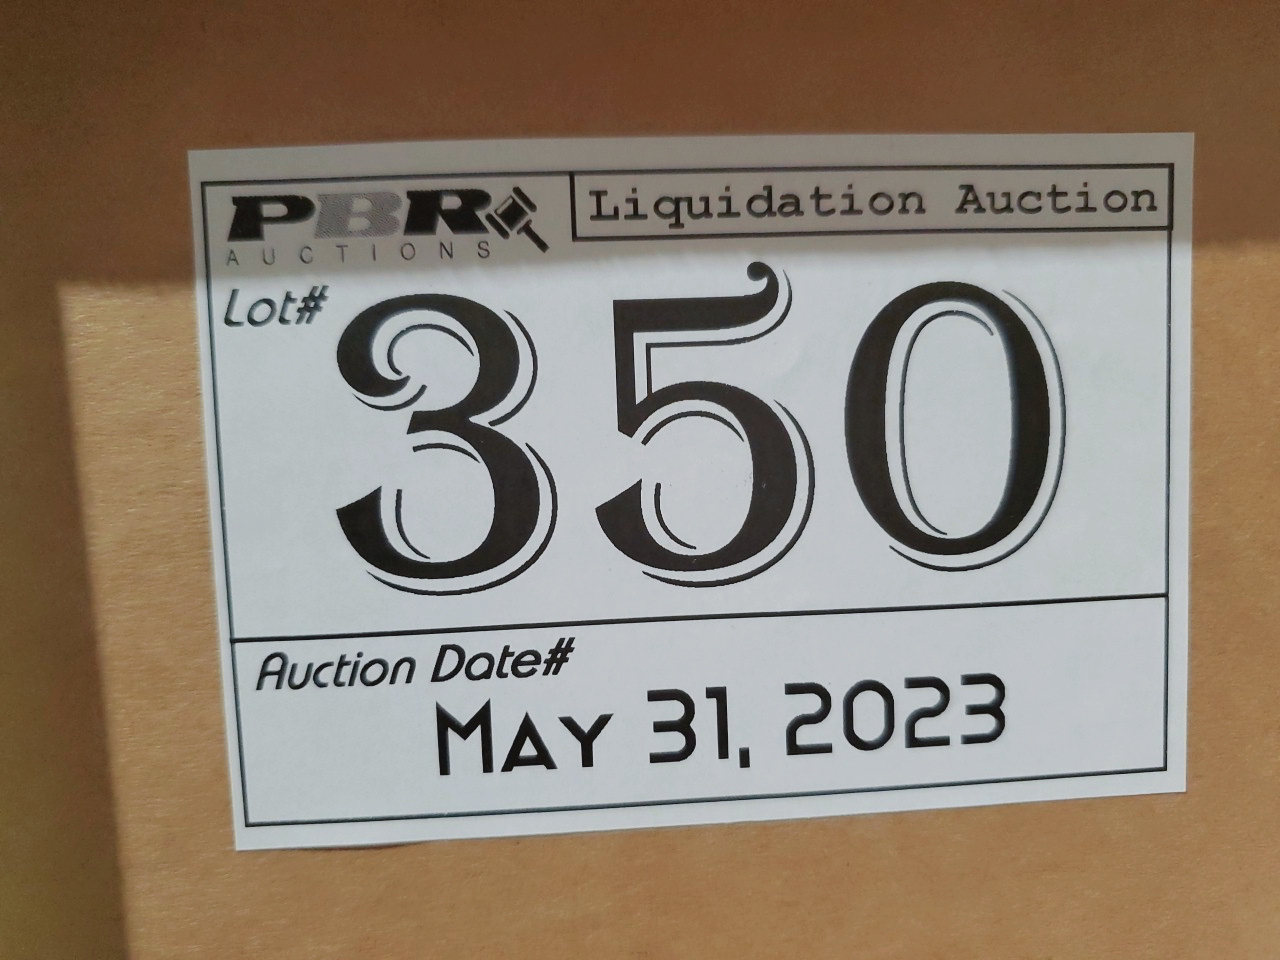 PBR
AUCTIONS
Liquidation Auction
Lot#
350
Auction Date#
May 31, 2023